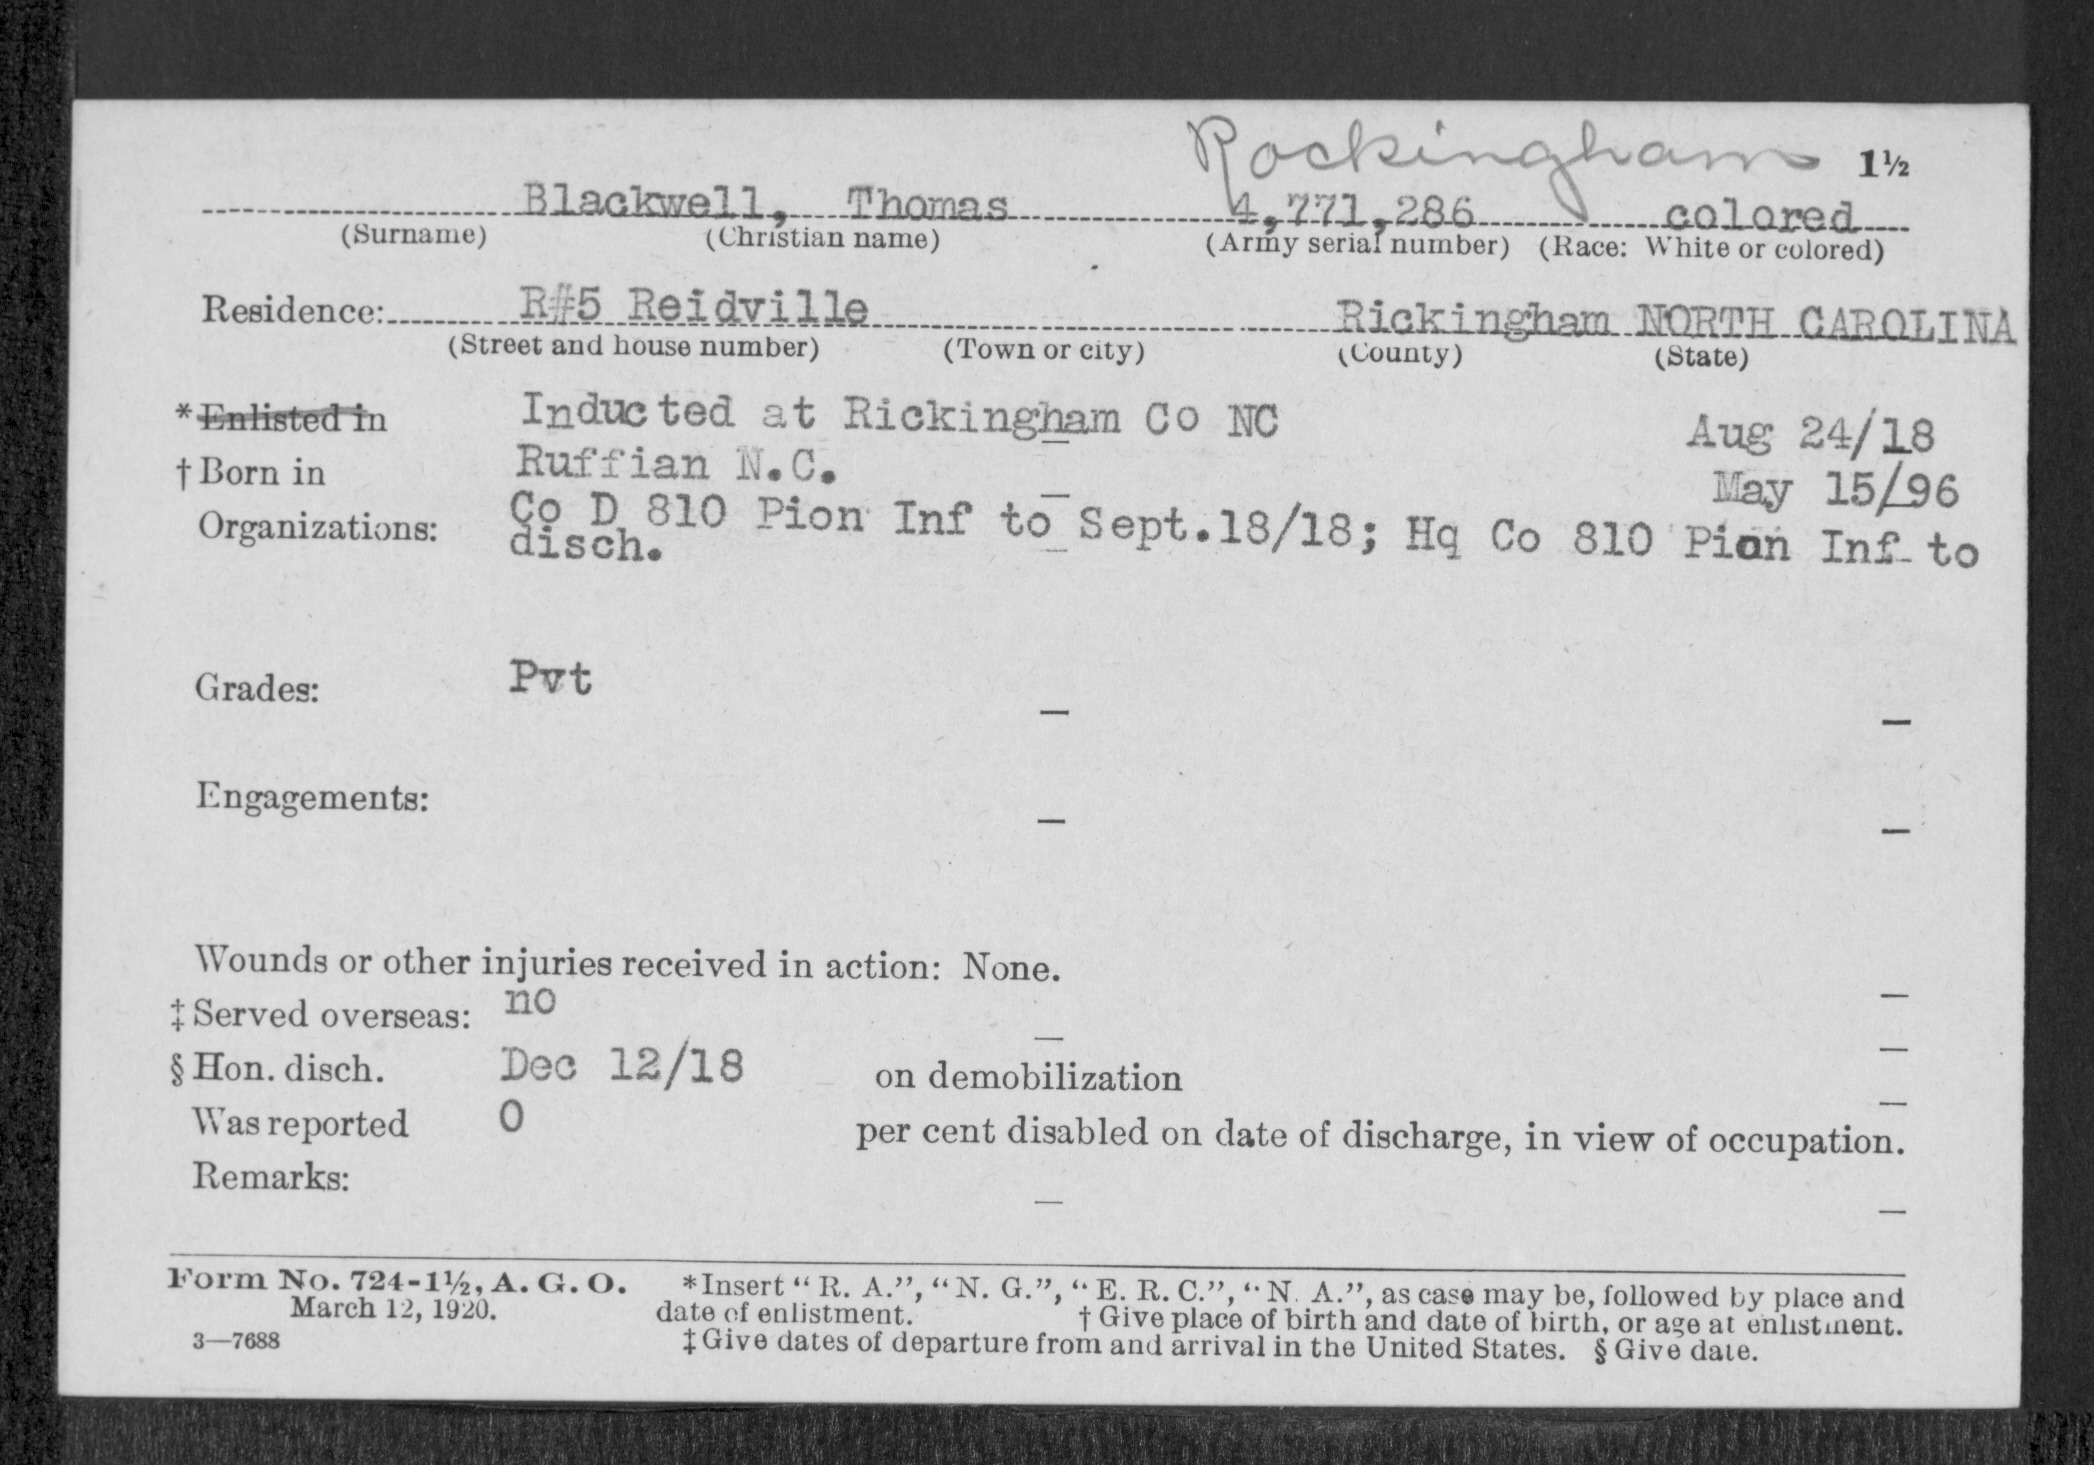 Rockingham 1½
Blackwell, Thomas 4,771,286 colored
(Surname) (Christian name) (Army serial number) (Race: White or colored)
Residence: R#5 Reidville Rickingham NORTH CAROLINA
(Street and house number) (Town or city) (County) (State)
*Enlisted in Inducted at Rickingham Co NC Aug 24/18
†Born in Ruffian N.C. May 15/96
Organizations: Co D 810 Pion Inf to Sept.18/18; Hq Co 810 Pion Inf to
disch.
Grades: Pvt
Engagements:
Wounds or other injuries received in action: None.
‡Served overseas: no
§Hon. disch. Dec 12/18 on demobilization
Was reported 0 per cent disabled on date of discharge, in view of occupation.
Remarks:
Form No. 724-1½, A. G. O. *Insert "R. A.", "N. G.", "E. R. C.", "N. A.", as case may be, followed by place and
March 12, 1920. date of enlistment. †Give place of birth and date of birth, or age at enlistment.
3—7688 ‡Give dates of departure from and arrival in the United States. §Give date.